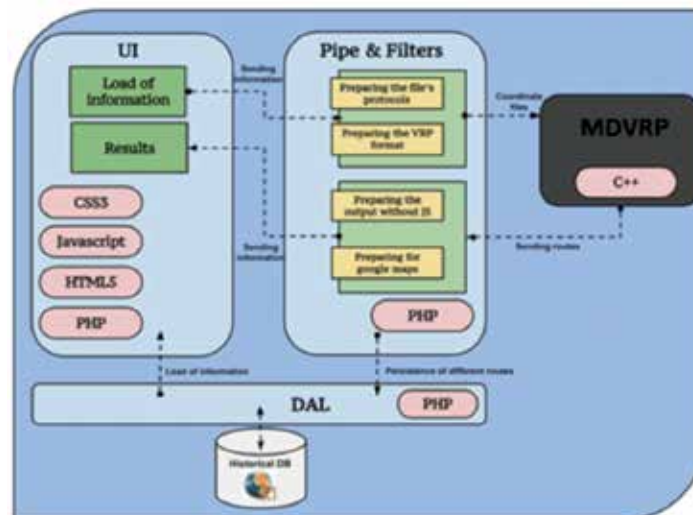 UI
Load of
information
Results
CSS3
Javascript
HTML5
PHP
Sending
information
Sending
information
Pipe & Filters
Preparing the file's
protocols
Preparing the VRP
format
Preparing the
output without JS
Preparing for
google maps
PHP
Coordinate
files
MDVRP
C++
Sending routes
Load of information
Persistence of different routes
DAL
PHP
Historical DB